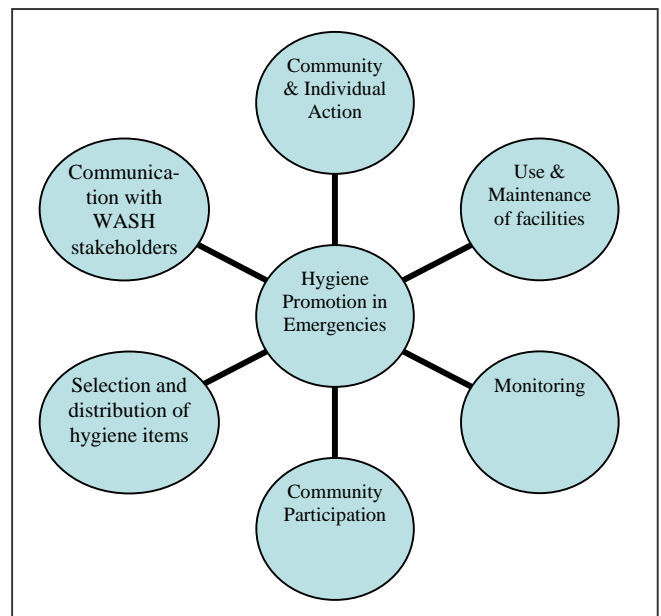 Community
& Individual
Action
Use &
Maintenance
of facilities
Communica-
tion with
WASH
stakeholders
Hygiene
Promotion in
Emergencies
Selection and
distribution of
hygiene items
Monitoring
Community
Participation